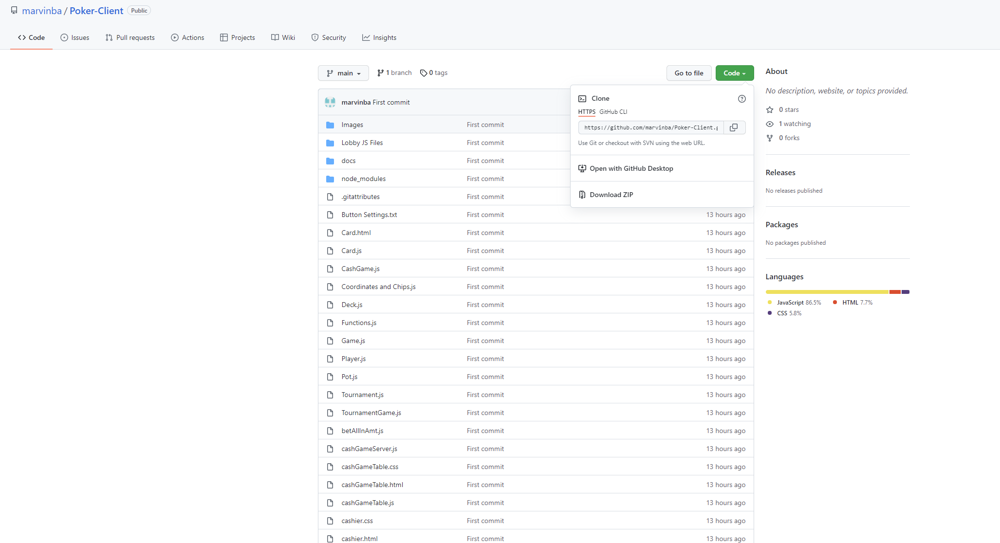 marvinba / Poker-Client Public
Code Issues Pull requests Actions Projects Wiki Security Insights
main 1 branch 0 tags Go to file Code
marvinba First commit
Images First commit
Lobby JS Files First commit
docs First commit
node_modules First commit
.gitattributes First commit
Button Settings.txt First commit 13 hours ago
Card.html First commit 13 hours ago
Card.js First commit 13 hours ago
CashGame.js First commit 13 hours ago
Coordinates and Chips.js First commit 13 hours ago
Deck.js First commit 13 hours ago
Functions.js First commit 13 hours ago
Game.js First commit 13 hours ago
Player.js First commit 13 hours ago
Pot.js First commit 13 hours ago
Tournament.js First commit 13 hours ago
TournamentGame.js First commit 13 hours ago
betAllInAmt.js First commit 13 hours ago
cashGameServer.js First commit 13 hours ago
cashGameTable.css First commit 13 hours ago
cashGameTable.html First commit 13 hours ago
cashGameTable.js First commit 13 hours ago
cashier.css First commit 13 hours ago
cashier.html First commit 13 hours ago
Clone
HTTPS GitHub CLI
https://github.com/marvinba/Poker-Client.g
Use Git or checkout with SVN using the web URL.
Open with GitHub Desktop
Download ZIP
About
No description, website, or topics provided.
0 stars
1 watching
0 forks
Releases
No releases published
Packages
No packages published
Languages
JavaScript 86.5% HTML 7.7%
CSS 5.8%